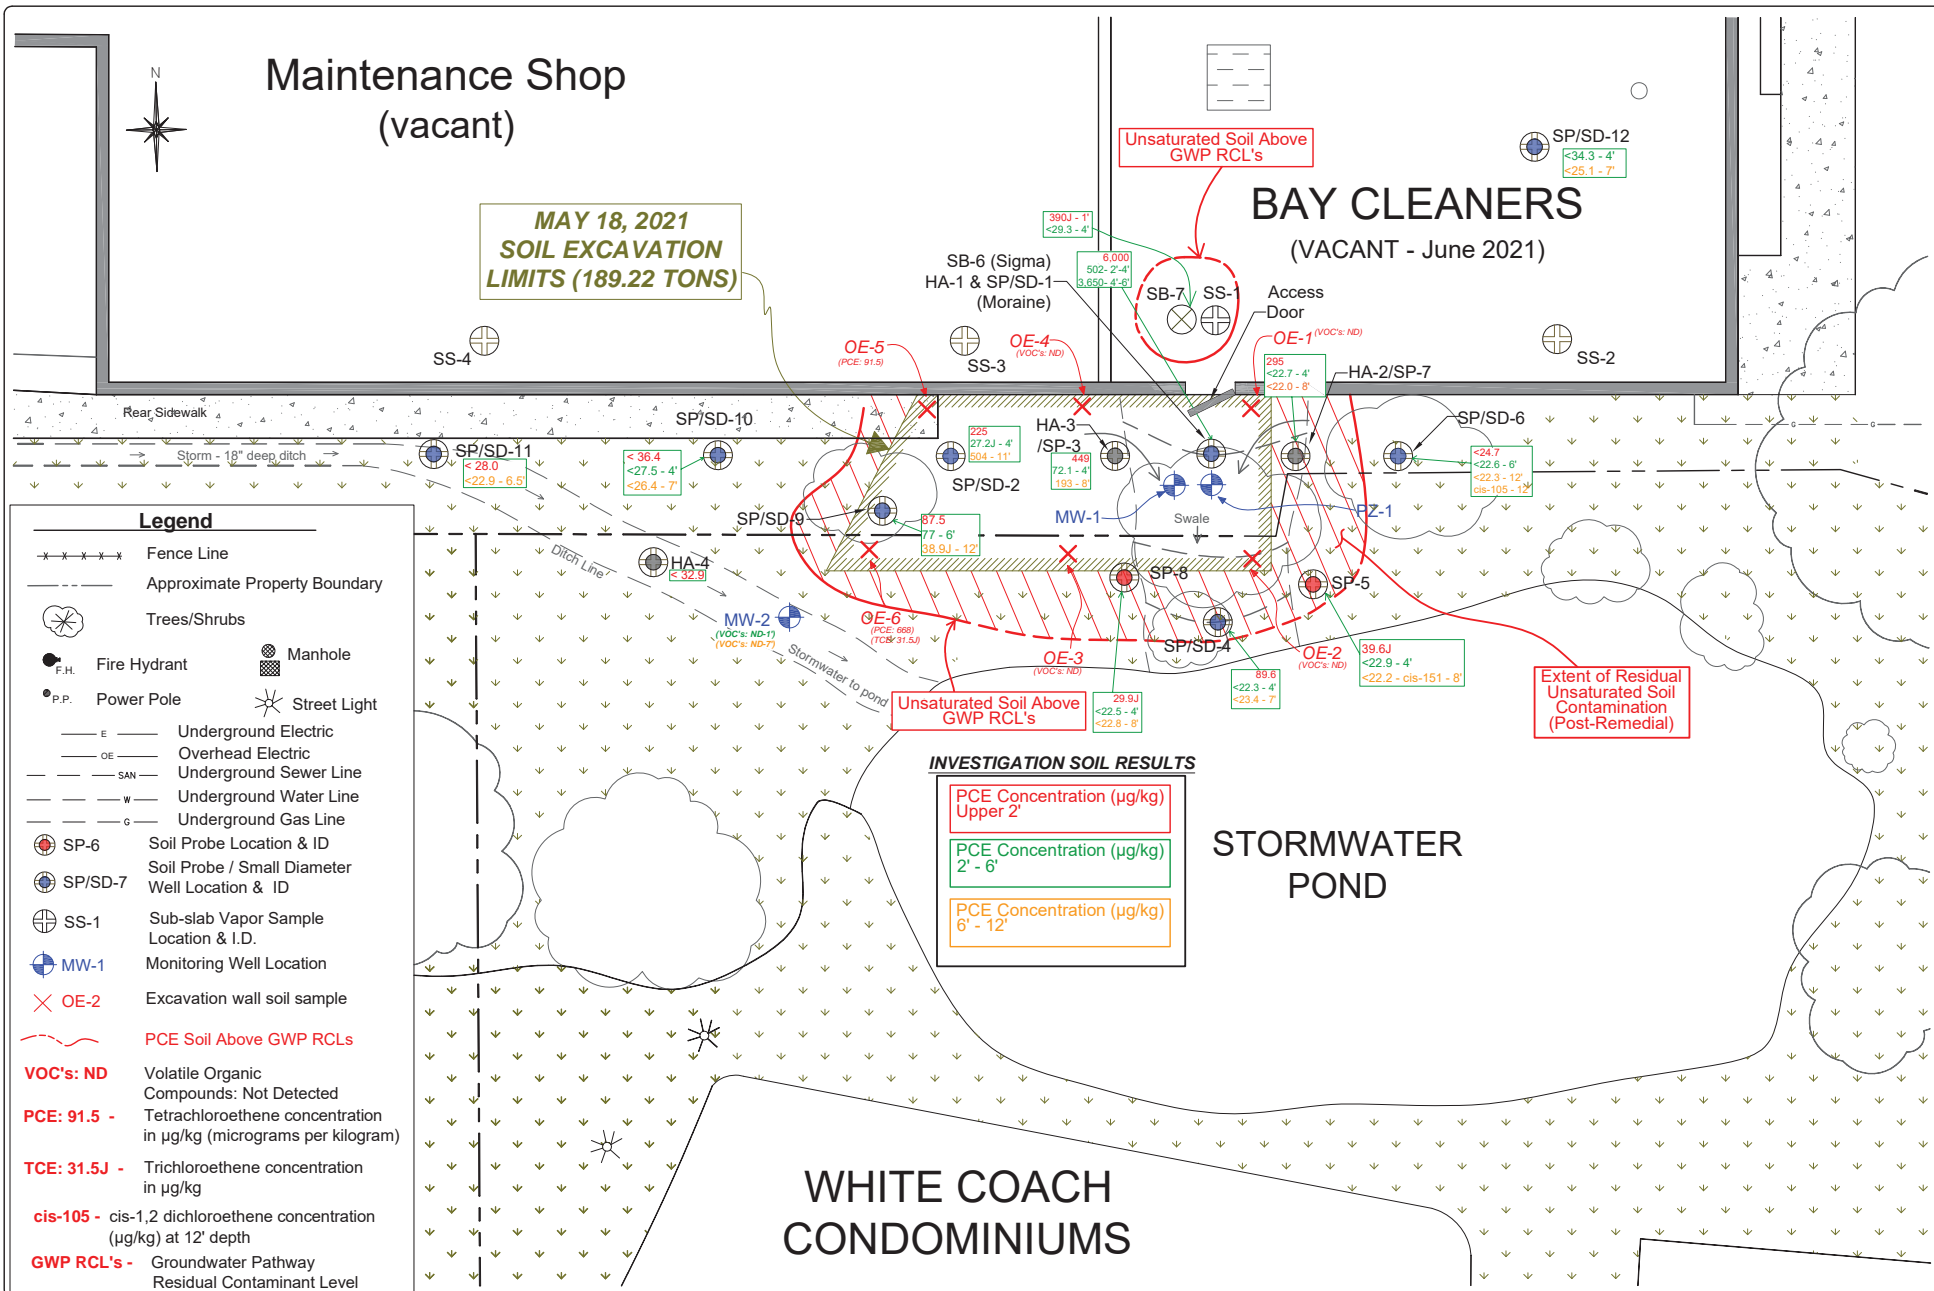 N
Maintenance Shop
(vacant)
MAY 18, 2021
SOIL EXCAVATION
LIMITS (189.22 TONS)
Unsaturated Soil Above
GWP RCL's
SP/SD-12
<34.3 - 4'
<25.1 - 7'
BAY CLEANERS
(VACANT - June 2021)
390J - 1'
<29.3 - 4'
6,000
502- 2'-4'
3,650- 4'-6'
SB-6 (Sigma)
HA-1 & SP/SD-1
(Moraine)
SB-7
SS-1
Access
Door
SS-4
SS-3
SS-2
OE-5
(PCE: 91.5)
OE-4
(VOC's: ND)
OE-1 (VOC's: ND)
295
<22.7 - 4'
<22.0 - 8'
HA-2/SP-7
Rear Sidewalk
Storm - 18" deep ditch
SP/SD-11
< 28.0
<22.9 - 6.5'
SP/SD-10
< 36.4
<27.5 - 4'
<26.4 - 7'
225
27.2J - 4'
504 - 11'
SP/SD-2
HA-3
/SP-3
449
72.1 - 4'
193 - 8'
SP/SD-6
<24.7
<22.6 - 6'
<22.3 - 12'
cis-105 - 12'
G
G
MW-1
PZ-1
Swale
SP/SD-9
87.5
77 - 6'
38.9J - 12'
Ditch Line
HA-4
< 32.9
MW-2
(VOC's: ND-1')
(VOC's: ND-7')
Stormwater to pond
OE-6
(PCE: 668)
(TCE: 31.5J)
OE-3
(VOC's: ND)
SP-8
SP-5
SP/SD-4
OE-2
(VOC's: ND)
29.9J
<22.5 - 4'
<22.8 - 8'
89.6
<22.3 - 4'
<23.4 - 7'
39.6J
<22.9 - 4'
<22.2 - cis-151 - 8'
Unsaturated Soil Above
GWP RCL's
Extent of Residual
Unsaturated Soil
Contamination
(Post-Remedial)
INVESTIGATION SOIL RESULTS
PCE Concentration (µg/kg)
Upper 2'
PCE Concentration (µg/kg)
2' - 6'
PCE Concentration (µg/kg)
6' - 12'
STORMWATER
POND
WHITE COACH
CONDOMINIUMS
Legend
Fence Line
Approximate Property Boundary
Trees/Shrubs
F.H. Fire Hydrant
Manhole
P.P. Power Pole
Street Light
E Underground Electric
OE Overhead Electric
SAN Underground Sewer Line
W Underground Water Line
G Underground Gas Line
SP-6 Soil Probe Location & ID
SP/SD-7 Soil Probe / Small Diameter
Well Location & ID
SS-1 Sub-slab Vapor Sample
Location & I.D.
MW-1 Monitoring Well Location
OE-2 Excavation wall soil sample
PCE Soil Above GWP RCLs
VOC's: ND Volatile Organic
Compounds: Not Detected
PCE: 91.5 - Tetrachloroethene concentration
in µg/kg (micrograms per kilogram)
TCE: 31.5J - Trichloroethene concentration
in µg/kg
cis-105 - cis-1,2 dichloroethene concentration
(µg/kg) at 12' depth
GWP RCL's - Groundwater Pathway
Residual Contaminant Level